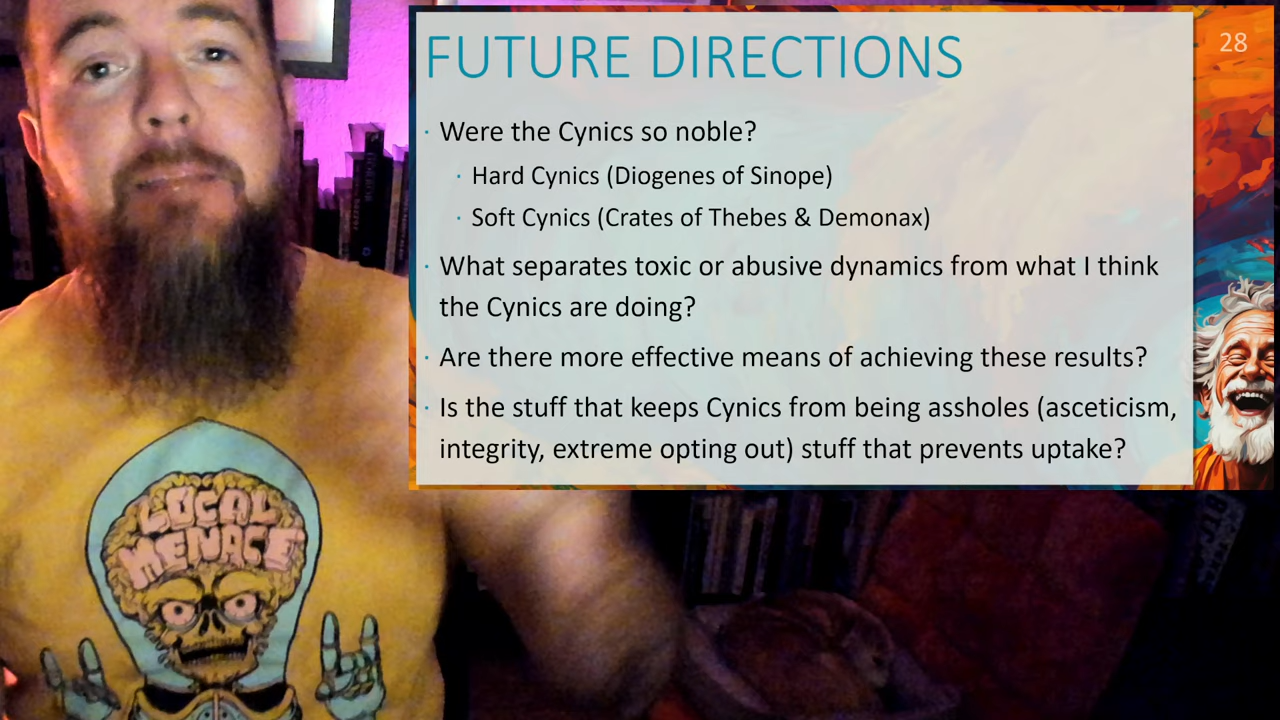 FUTURE DIRECTIONS
28
· Were the Cynics so noble?
· Hard Cynics (Diogenes of Sinope)
· Soft Cynics (Crates of Thebes & Demonax)
· What separates toxic or abusive dynamics from what I think
the Cynics are doing?
· Are there more effective means of achieving these results?
· Is the stuff that keeps Cynics from being assholes (asceticism,
integrity, extreme opting out) stuff that prevents uptake?
LOCAL
MENACE